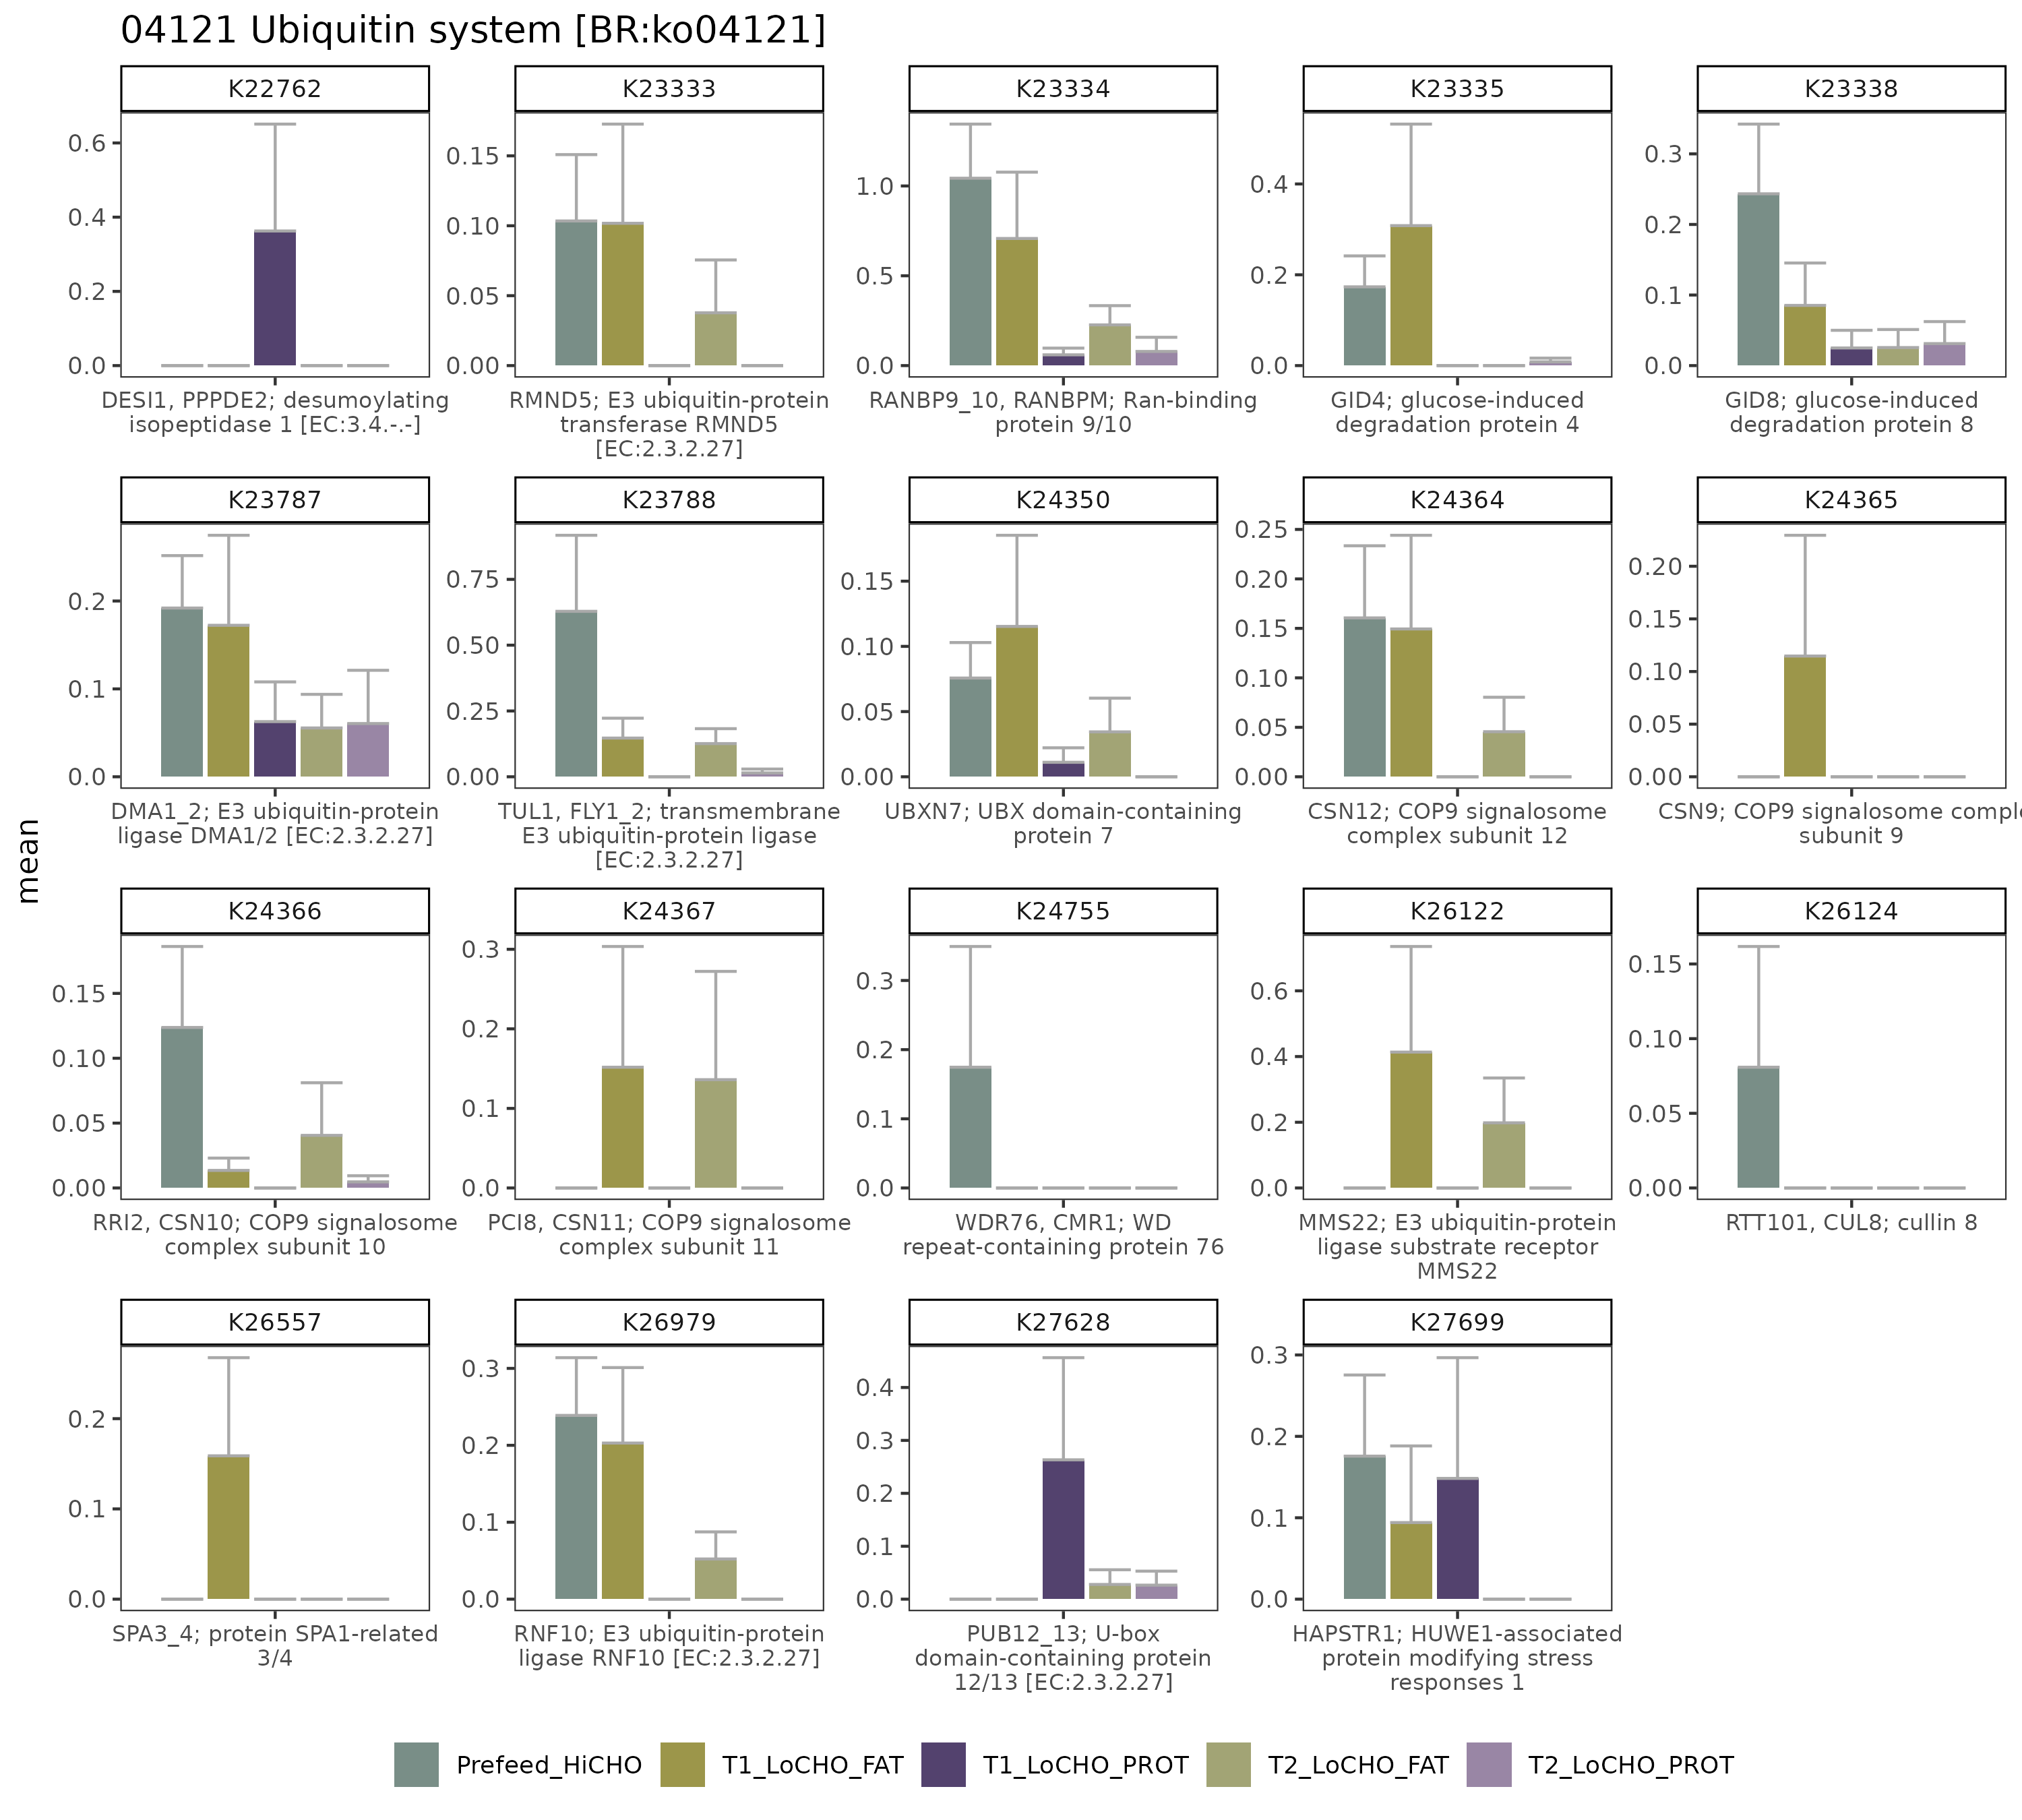 04121 Ubiquitin system [BR:ko04121]
K22762
K23333
K23334
K23335
K23338
0.6
0.4
0.2
0.0
0.15
0.10
0.05
0.00
1.0
0.5
0.0
0.4
0.2
0.0
0.3
0.2
0.1
0.0
DESI1, PPPDE2; desumoylating
isopeptidase 1 [EC:3.4.-.-]
RMND5; E3 ubiquitin-protein
transferase RMND5
[EC:2.3.2.27]
RANBP9_10, RANBPM; Ran-binding
protein 9/10
GID4; glucose-induced
degradation protein 4
GID8; glucose-induced
degradation protein 8
K23787
K23788
K24350
K24364
K24365
0.2
0.1
0.0
0.75
0.50
0.25
0.00
0.15
0.10
0.05
0.00
0.25
0.20
0.15
0.10
0.05
0.00
0.20
0.15
0.10
0.05
0.00
DMA1_2; E3 ubiquitin-protein
ligase DMA1/2 [EC:2.3.2.27]
TUL1, FLY1_2; transmembrane
E3 ubiquitin-protein ligase
[EC:2.3.2.27]
UBXN7; UBX domain-containing
protein 7
CSN12; COP9 signalosome
complex subunit 12
CSN9; COP9 signalosome comple
subunit 9
mean
K24366
K24367
K24755
K26122
K26124
0.15
0.10
0.05
0.00
0.3
0.2
0.1
0.0
0.3
0.2
0.1
0.0
0.6
0.4
0.2
0.0
0.15
0.10
0.05
0.00
RRI2, CSN10; COP9 signalosome
complex subunit 10
PCI8, CSN11; COP9 signalosome
complex subunit 11
WDR76, CMR1; WD
repeat-containing protein 76
MMS22; E3 ubiquitin-protein
ligase substrate receptor
MMS22
RTT101, CUL8; cullin 8
K26557
K26979
K27628
K27699
0.2
0.1
0.0
0.3
0.2
0.1
0.0
0.4
0.3
0.2
0.1
0.0
0.3
0.2
0.1
0.0
SPA3_4; protein SPA1-related
3/4
RNF10; E3 ubiquitin-protein
ligase RNF10 [EC:2.3.2.27]
PUB12_13; U-box
domain-containing protein
12/13 [EC:2.3.2.27]
HAPSTR1; HUWE1-associated
protein modifying stress
responses 1
Prefeed_HiCHO
T1_LoCHO_FAT
T1_LoCHO_PROT
T2_LoCHO_FAT
T2_LoCHO_PROT